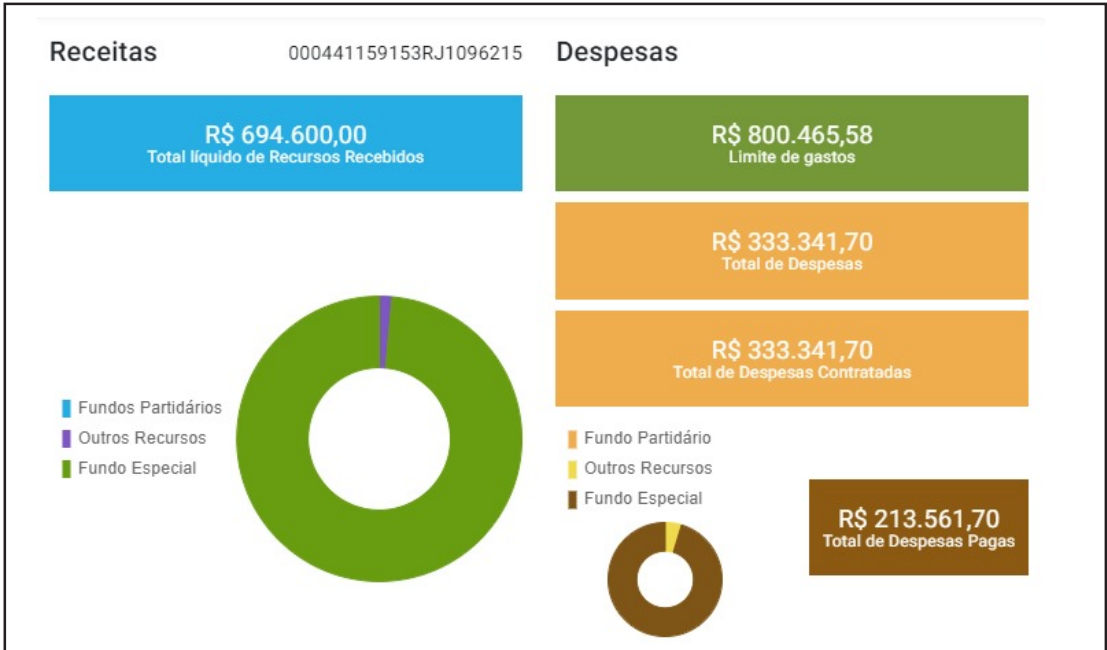 Receitas
000441159153RJ1096215
R$ 694.600,00
Total líquido de Recursos Recebidos
Fundos Partidários
Outros Recursos
Fundo Especial
Despesas
R$ 800.465,58
Limite de gastos
R$ 333.341,70
Total de Despesas
R$ 333.341,70
Total de Despesas Contratadas
Fundo Partidário
Outros Recursos
Fundo Especial
R$ 213.561,70
Total de Despesas Pagas